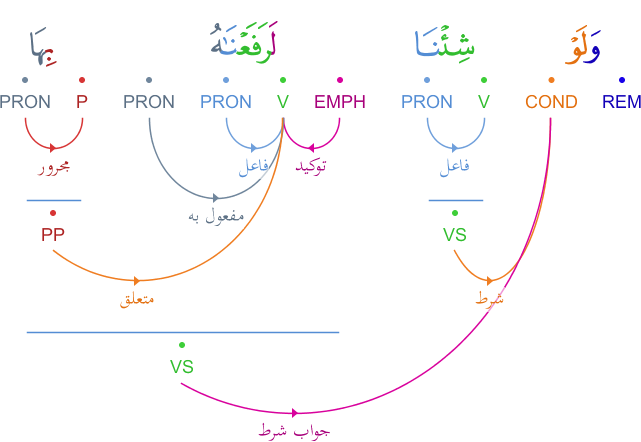 وَلَوْ شِئْنَا لَرَفَعْنَٰهُ بِهَا
PRON P PRON PRON V EMPH PRON V COND REM
مجرور فاعل توكيد فاعل
مفعول به
PP VS
متعلق شرط
VS
جواب شرط